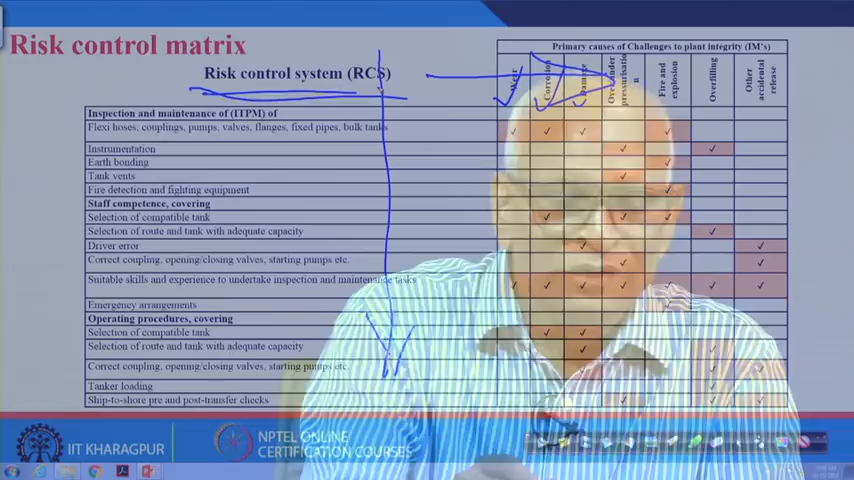 Risk control matrix
Primary causes of Challenges to plant integrity (IM's)
Risk control system (RCS)
Wear
Corrosion
Damage
pressurisation
Fire and explosion
Overfilling
Other accidental release
Inspection and maintenance of (ITPM) of
Flexi hoses, couplings, pumps, valves, flanges, fixed pipes, bulk tanks
Instrumentation
Earth bonding
Tank vents
Fire detection and fighting equipment
Staff competence, covering
Selection of compatible tank
Selection of route and tank with adequate capacity
Driver error
Correct coupling, opening/closing valves, starting pumps etc.
Suitable skills and experience to undertake inspection and maintenance tasks
Emergency arrangements
Operating procedures, covering
Selection of compatible tank
Selection of route and tank with adequate capacity
Correct coupling, opening/closing valves, starting pumps etc.
Tanker loading
Ship-to-shore pre and post-transfer checks
IIT KHARAGPUR
NPTEL ONLINE
CERTIFICATION COURSES